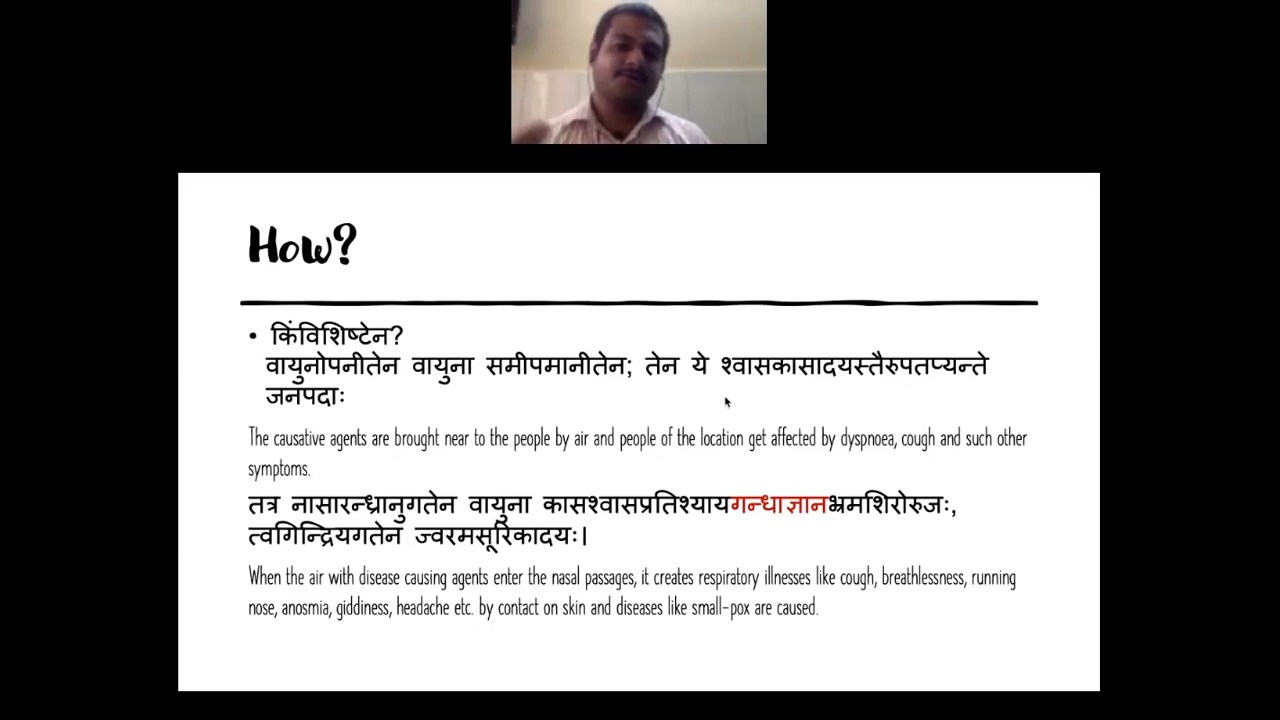 How?
• किंविशिष्टेन?
वायुनोपनीतेन वायुना समीपमानीतेन; तेन ये श्वासकासादयस्तैरुपतप्यन्ते
जनपदाः
The causative agents are brought near to the people by air and people of the location get affected by dyspnoea, cough and such other
symptoms.
तत्र नासारन्ध्रानुगतेन वायुना कासश्वासप्रतिश्यायगन्धाज्ञानभ्रमशिरोरुजः,
त्वगिन्द्रियगतेन ज्वरमसूरिकादयः।
When the air with disease causing agents enter the nasal passages, it creates respiratory illnesses like cough, breathlessness, running
nose, anosmia, giddiness, headache etc. by contact on skin and diseases like small-pox are caused.